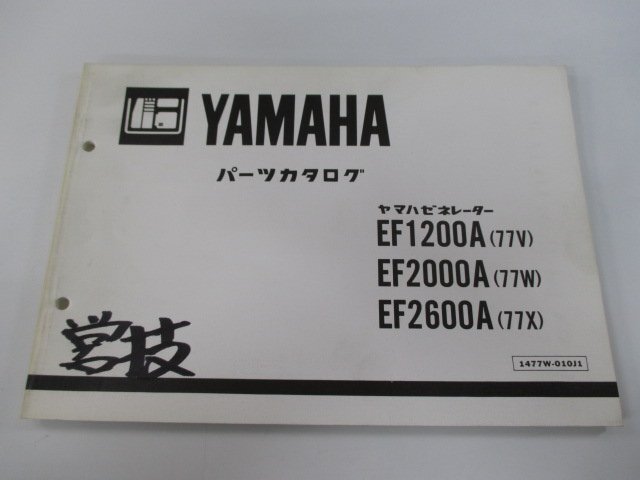 YAMAHA
パーツカタログ
ヤマハゼネレーター
EF1200A(77V)
EF2000A(77W)
EF2600A(77X)
営技
1477W-010J1